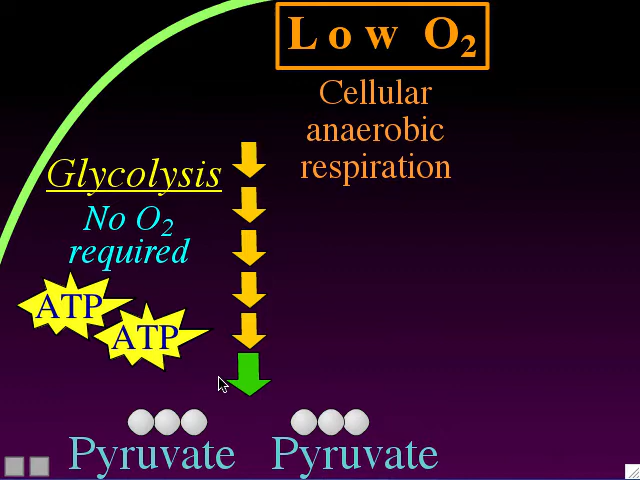 Low O₂
Cellular
anaerobic
respiration
Glycolysis
No O₂
required
ATP
ATP
Pyruvate Pyruvate